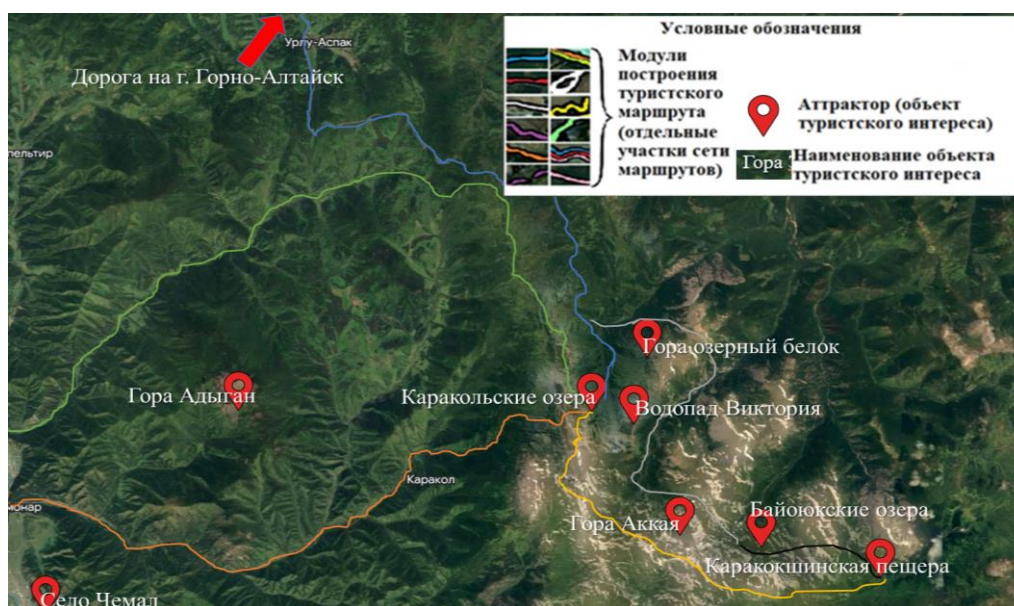 Урлу-Аспак
Дорога на г. Горно-Алтайск
Условные обозначения
Модули
построения
туристского
маршрута
(отдельные
участки сети
маршрутов)
Аттрактор (объект
туристского интереса)
Гора
Наименование объекта
туристского интереса
пельтир
Гора озерный белок
Гора Адыган
Каракольские озера
Водопад Виктория
Каракол
монар
Гора Аккая
Байоюкские озера
Каракокшинская пещера
Село Чемал